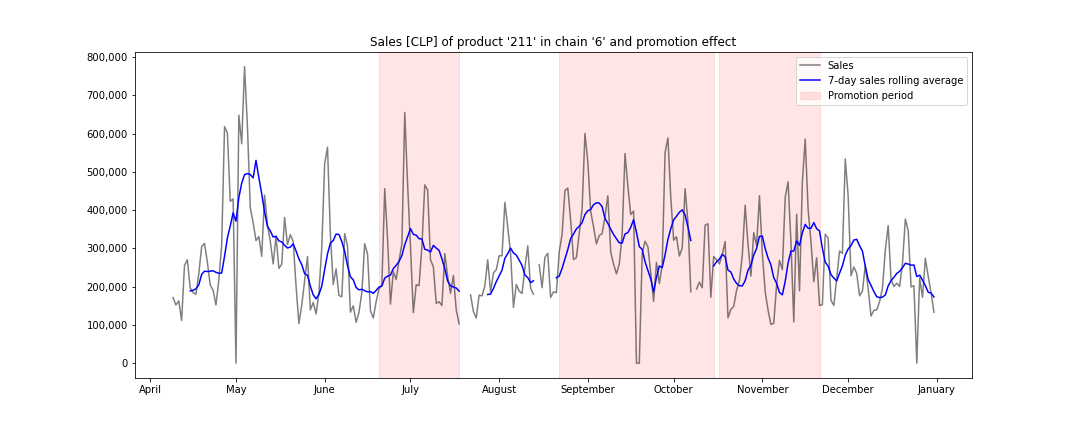 Sales [CLP] of product '211' in chain '6' and promotion effect
800,000
700,000
600,000
500,000
400,000
300,000
200,000
100,000
0
Sales
7-day sales rolling average
Promotion period
April May June July August September October November December January